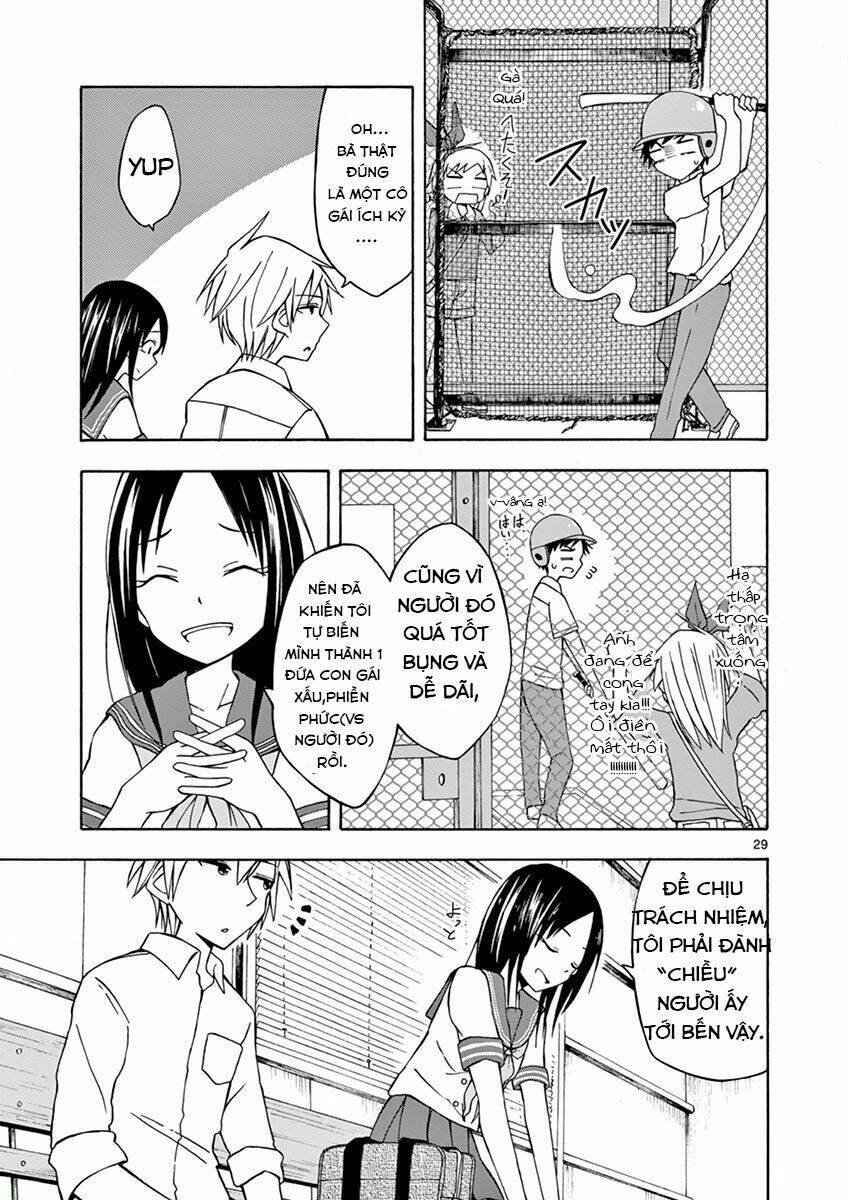 Gà
Quá!
へたくそ!
スカッ
OH...
BÀ THẬT
ĐÚNG
LÀ MỘT CÔ
GÁI ÍCH KỶ
....
YUP
v-vâng ạ!
はは
い…
Hạ
thấp
trọng
tâm
xuống
Anh
đang để
cong
tay kìa!!!
Ôi điên
mất thôi
!!!!!!!!!!
CŨNG VÌ
NGƯỜI ĐÓ
QUÁ TỐT
BỤNG VÀ
DỄ DÃI,
NÊN ĐÃ
KHIẾN TÔI
TỰ BIẾN
MÌNH THÀNH 1
ĐỨA CON GÁI
XẤU,PHIỀN
PHỨC(VS
NGƯỜI ĐÓ)
RỒI.
29
ĐỂ CHỊU
TRÁCH NHIỆM,
TÔI PHẢI ĐÀNH
“CHIỀU”
NGƯỜI ẤY
TỚI BẾN VẬY.
よっと